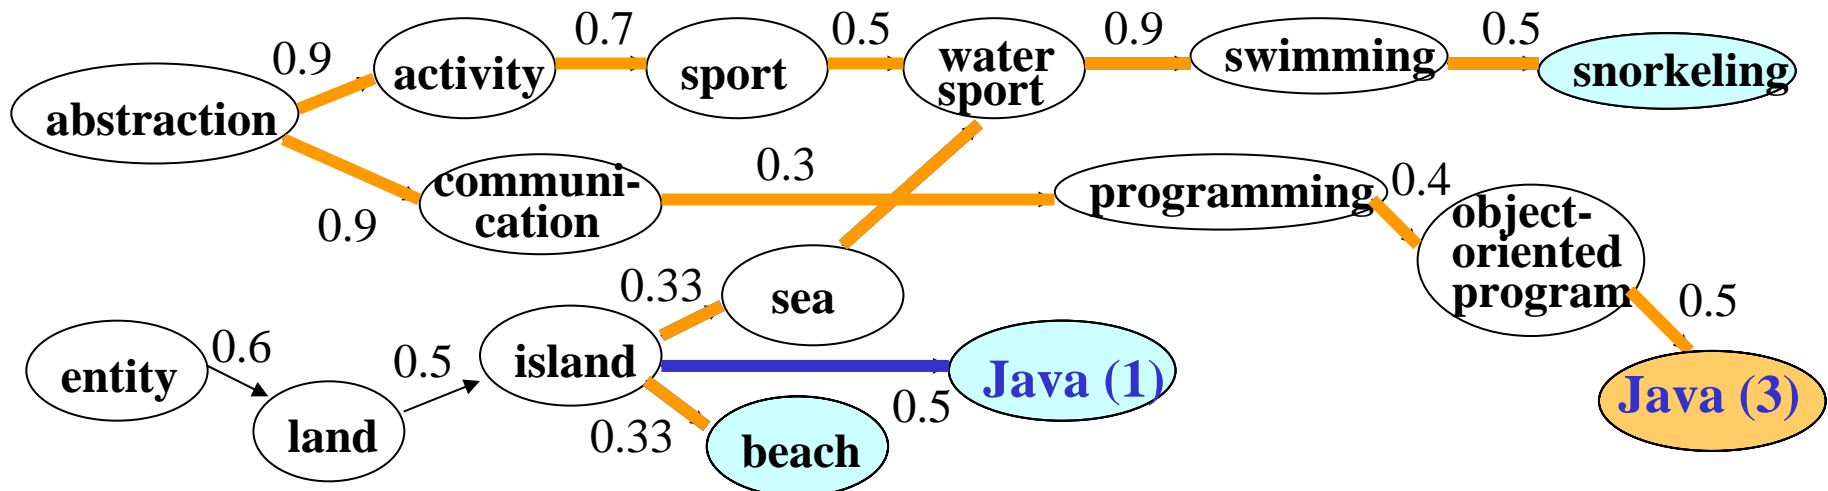 0.9
0.7
0.5
0.9
0.5
abstraction
activity
sport
water
sport
swimming
snorkeling
0.9
communi-
cation
0.3
programming
0.4
object-
oriented
program
0.5
Java (3)
entity
0.6
land
0.5
island
0.33
sea
0.5
Java (1)
0.33
beach